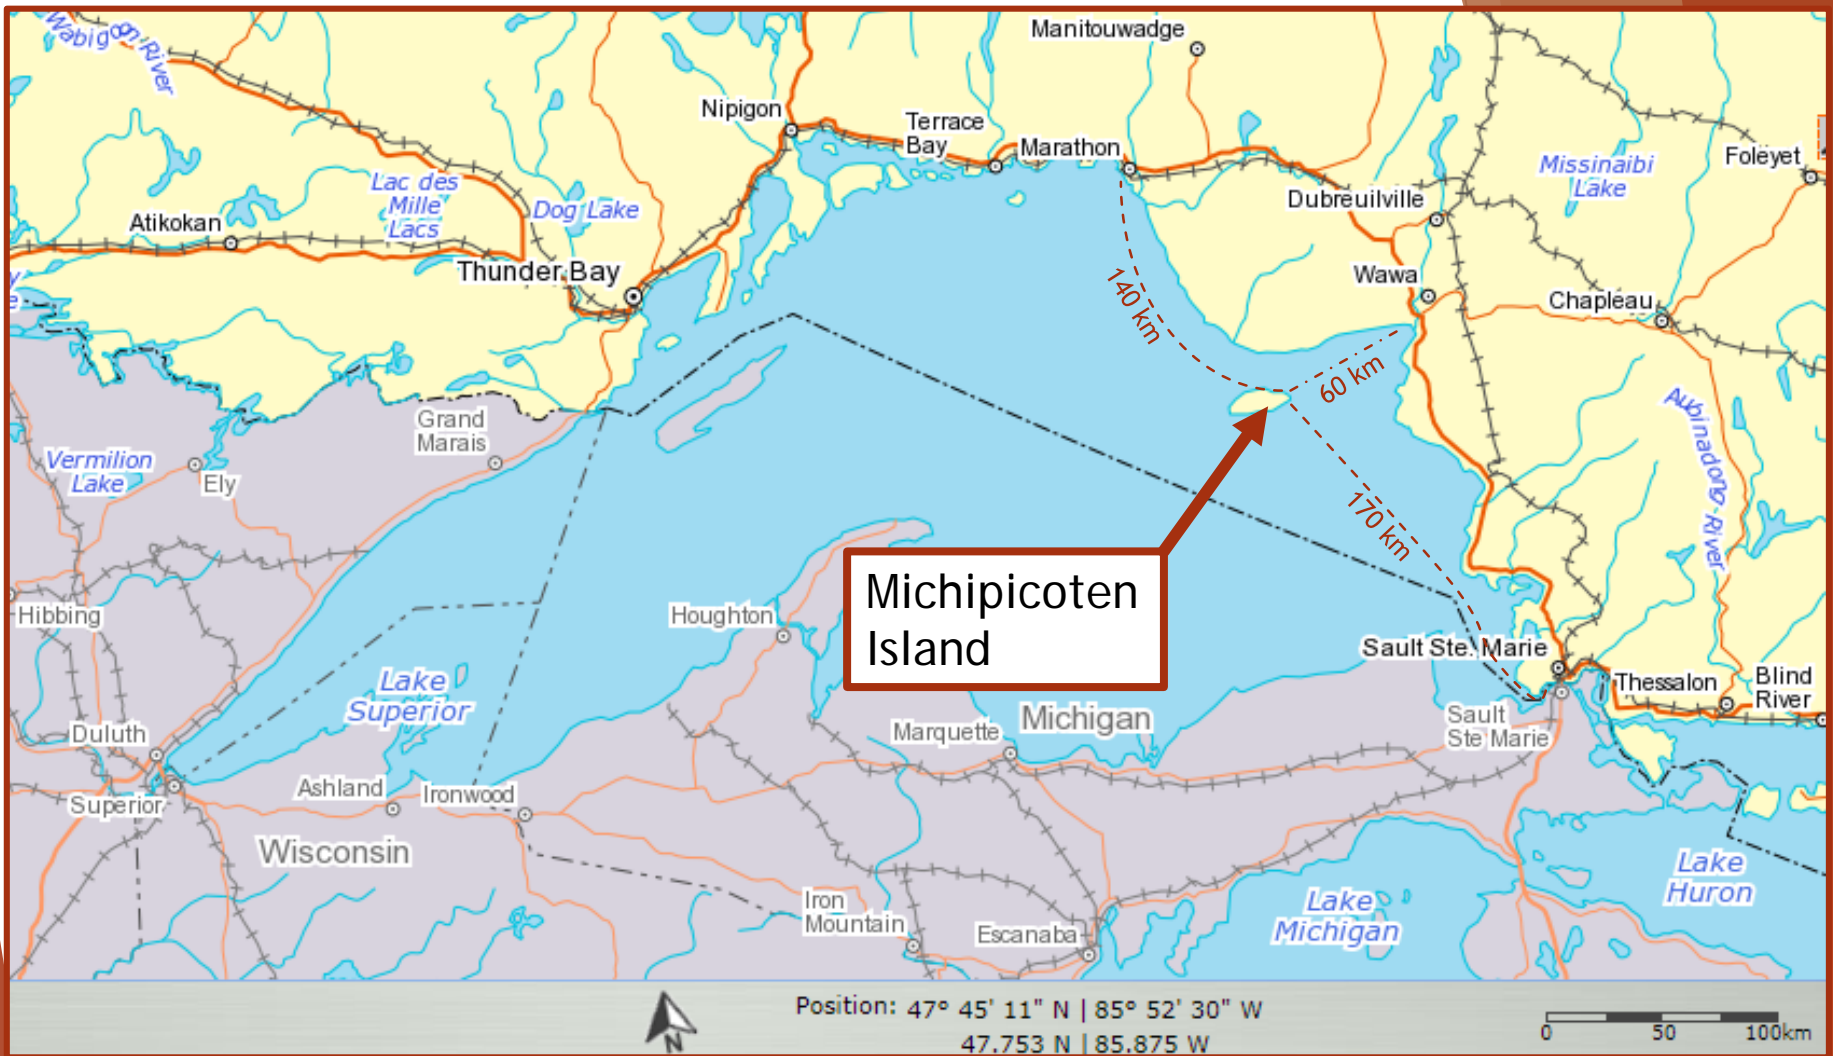 Wabigoon River
Manitouwadge
Nipigon
Terrace
Bay
Marathon
Missinaibi
Lake
Foleyet
Lac des
Mille
Lacs
Dog Lake
Dubreuilville
Atikokan
Thunder Bay
Wawa
Chapleau
140 km
60 km
Grand
Marais
Aubinadong River
Vermilion
Lake
Ely
170 km
Michipicoten
Island
Hibbing
Houghton
Sault Ste. Marie
Lake
Superior
Thessalon
Blind
River
Michigan
Sault
Ste Marie
Duluth
Marquette
Ashland
Ironwood
Superior
Wisconsin
Lake
Huron
Iron
Mountain
Lake
Michigan
Escanaba
Position: 47° 45' 11" N | 85° 52' 30" W
47.753 N | 85.875 W
N
0 50 100km